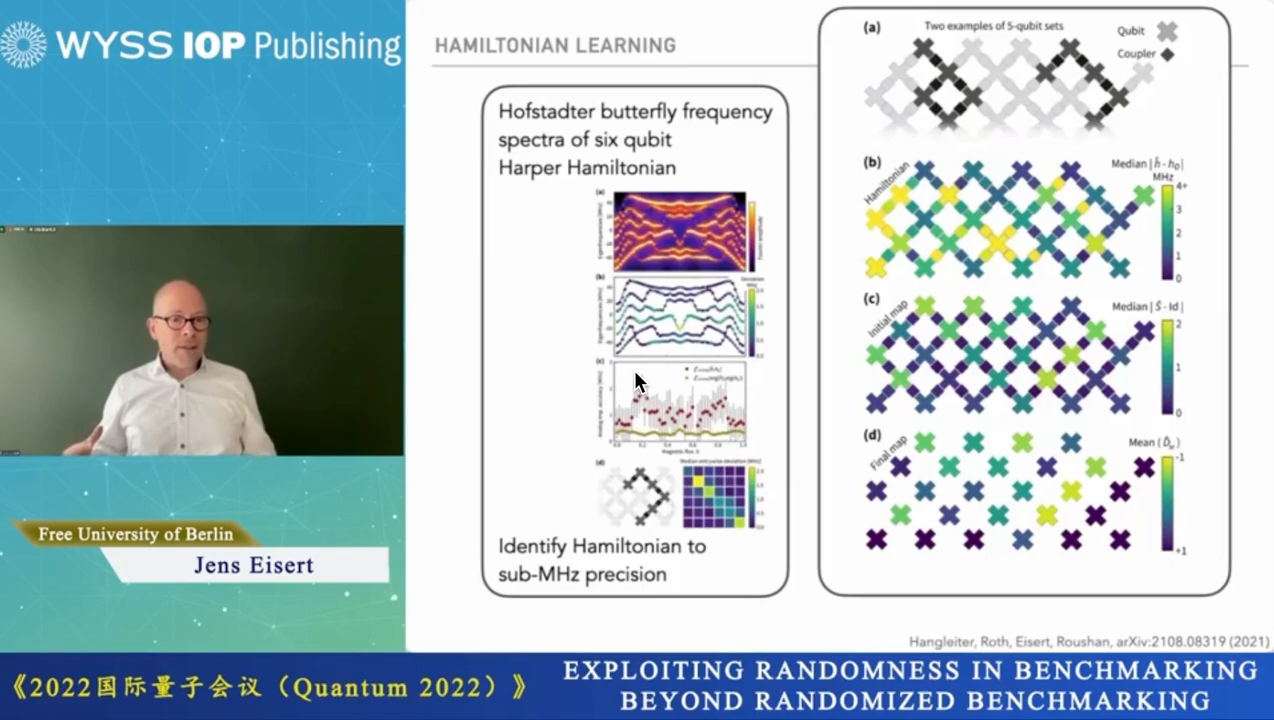 WYSS IOP Publishing
HAMILTONIAN LEARNING
Hofstadter butterfly frequency
spectra of six qubit
Harper Hamiltonian
(a)
(b)
(c)
(d)
Identify Hamiltonian to
sub-MHz precision
(a)
Two examples of 5-qubit sets
Qubit
Coupler
(b)
Hamiltonian
Median | ĥ - h₀ |
MHz
4+
3
2
1
0
(c)
Initial map
Median | Ŝ - Id |
2
1
0
(d)
Final map
-1
+1
Hangleiter, Roth, Eisert, Roushan, arXiv:2108.08319 (2021)
Free University of Berlin
Jens Eisert
《2022国际量子会议（Quantum 2022）》
EXPLOITING RANDOMNESS IN BENCHMARKING
BEYOND RANDOMIZED BENCHMARKING